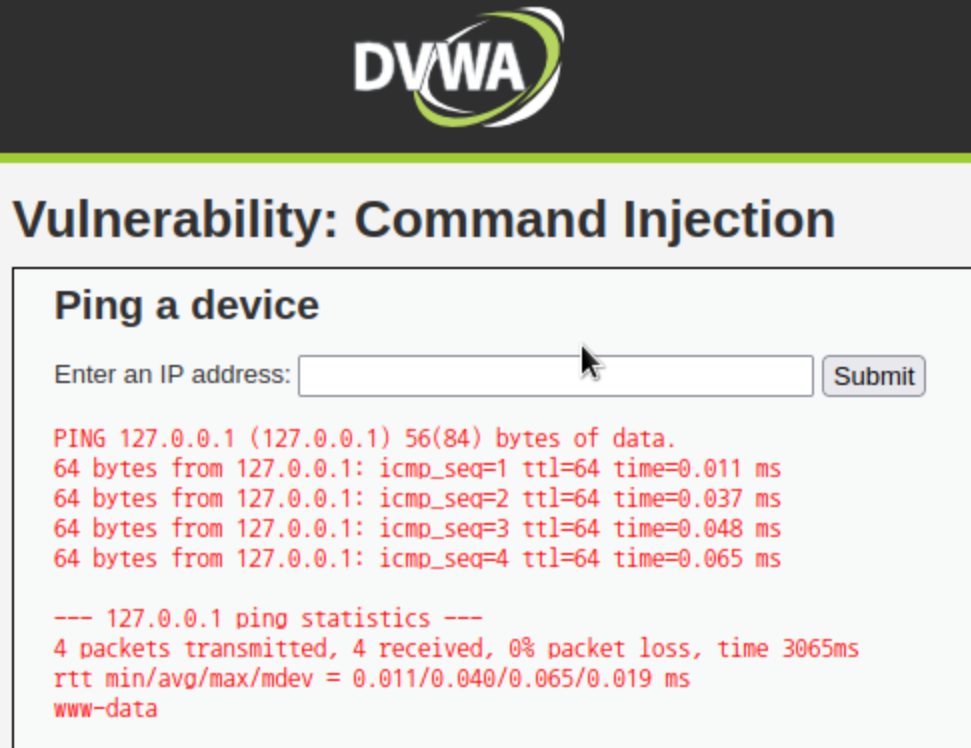 DVWA
Vulnerability: Command Injection
Ping a device
Enter an IP address: Submit
PING 127.0.0.1 (127.0.0.1) 56(84) bytes of data.
64 bytes from 127.0.0.1: icmp_seq=1 ttl=64 time=0.011 ms
64 bytes from 127.0.0.1: icmp_seq=2 ttl=64 time=0.037 ms
64 bytes from 127.0.0.1: icmp_seq=3 ttl=64 time=0.048 ms
64 bytes from 127.0.0.1: icmp_seq=4 ttl=64 time=0.065 ms
--- 127.0.0.1 ping statistics ---
4 packets transmitted, 4 received, 0% packet loss, time 3065ms
rtt min/avg/max/mdev = 0.011/0.040/0.065/0.019 ms
www-data